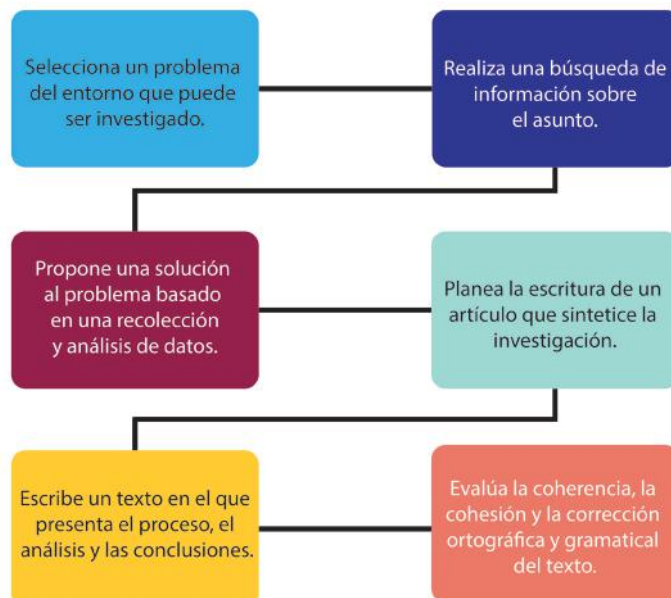 Selecciona un problema
del entorno que puede
ser investigado.
Realiza una búsqueda de
información sobre
el asunto.
Propone una solución
al problema basado
en una recolección
y análisis de datos.
Planea la escritura de un
artículo que sintetice la
investigación.
Escribe un texto en el que
presenta el proceso, el
análisis y las conclusiones.
Evalúa la coherencia, la
cohesión y la corrección
ortográfica y gramatical
del texto.